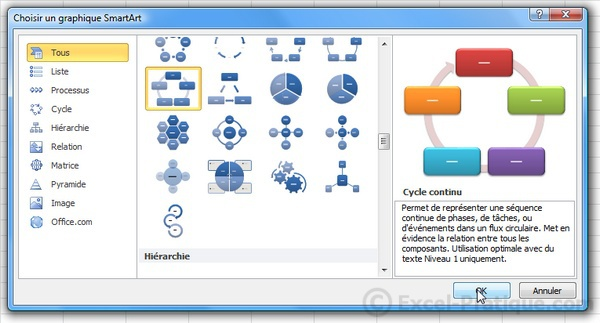 Choisir un graphique SmartArt
Tous
Liste
Processus
Cycle
Hiérarchie
Relation
Matrice
Pyramide
Image
Office.com
Hiérarchie
Cycle continu
Permet de représenter une séquence
continue de phases, de tâches, ou
d'événements dans un flux circulaire. Met en
évidence la relation entre tous les
composants. Utilisation optimale avec du
texte Niveau 1 uniquement.
OK
Annuler
© Excel-Pratique.com